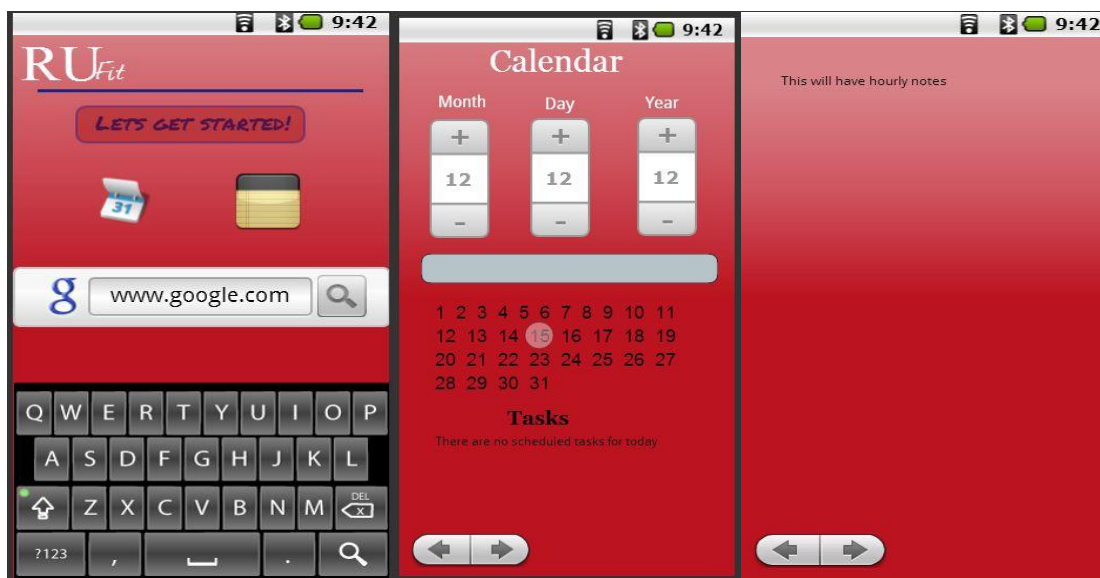 9:42
RUFit
LETS GET STARTED!
31
g www.google.com
Q W E R T Y U I O P
A S D F G H J K L
Z X C V B N M DEL
?123 , .
9:42
Calendar
Month Day Year
+ + +
12 12 12
- - -
1 2 3 4 5 6 7 8 9 10 11
12 13 14 15 16 17 18 19
20 21 22 23 24 25 26 27
28 29 30 31
Tasks
There are no scheduled tasks for today
9:42
This will have hourly notes